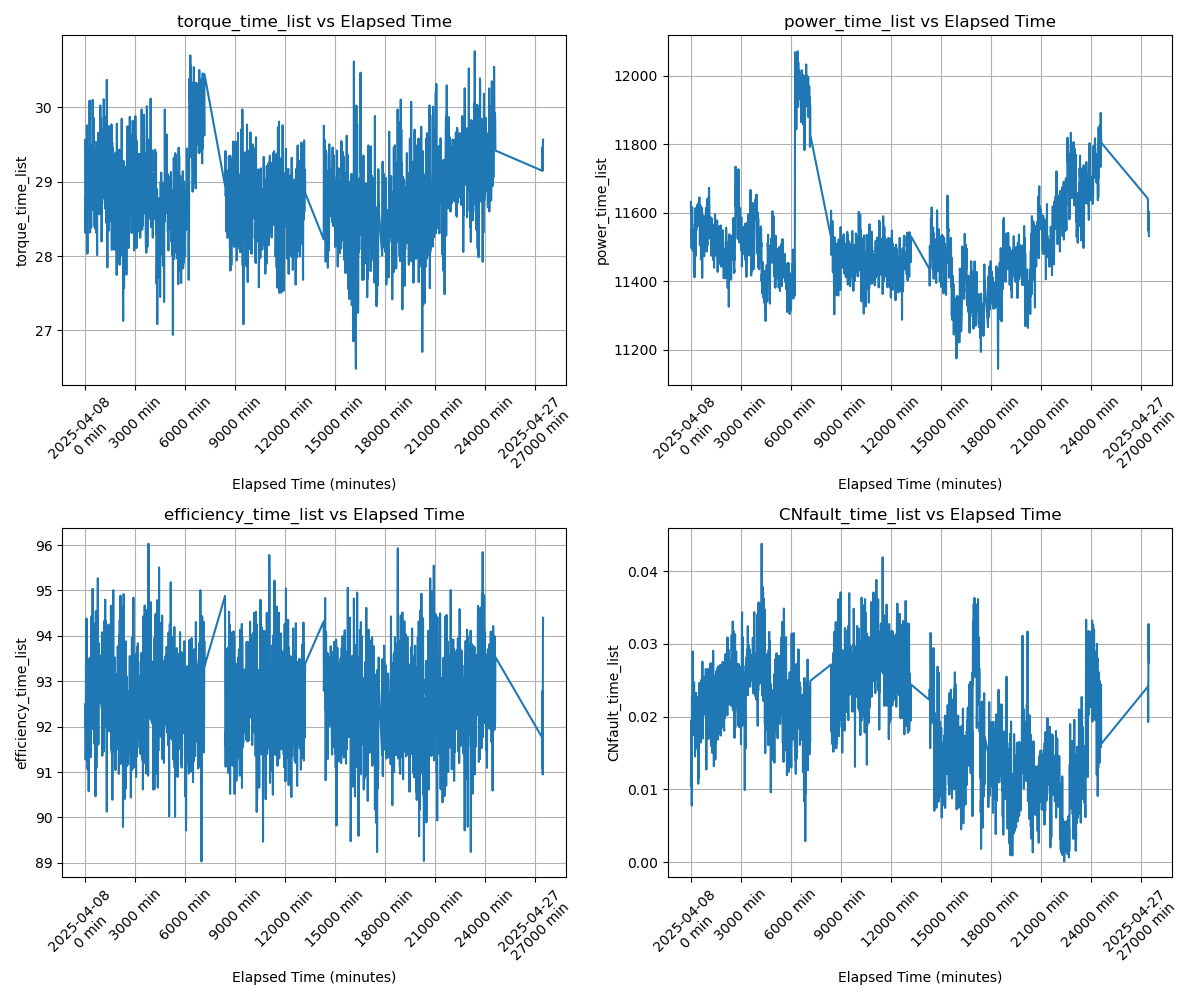 torque_time_list vs Elapsed Time
torque_time_list
30
29
28
27
2025-04-08
0 min
3000 min
6000 min
9000 min
12000 min
15000 min
18000 min
21000 min
24000 min
2025-04-27
27000 min
Elapsed Time (minutes)
power_time_list vs Elapsed Time
power_time_list
12000
11800
11600
11400
11200
2025-04-08
0 min
3000 min
6000 min
9000 min
12000 min
15000 min
18000 min
21000 min
24000 min
2025-04-27
27000 min
Elapsed Time (minutes)
efficiency_time_list vs Elapsed Time
efficiency_time_list
96
95
94
93
92
91
90
89
2025-04-08
0 min
3000 min
6000 min
9000 min
12000 min
15000 min
18000 min
21000 min
24000 min
2025-04-27
27000 min
Elapsed Time (minutes)
CNfault_time_list vs Elapsed Time
CNfault_time_list
0.04
0.03
0.02
0.01
0.00
2025-04-08
0 min
3000 min
6000 min
9000 min
12000 min
15000 min
18000 min
21000 min
24000 min
2025-04-27
27000 min
Elapsed Time (minutes)